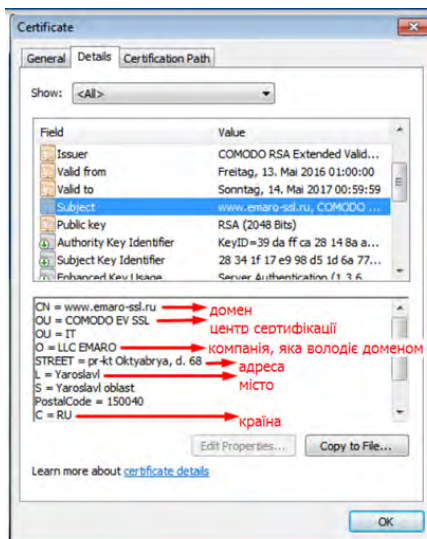 Certificate
General Details Certification Path
Show: <All>
Field Value
Issuer COMODO RSA Extended Valid...
Valid from Freitag, 13. Mai 2016 01:00:00
Valid to Sonntag, 14. Mai 2017 00:59:59
Subject www.emaro-ssl.ru, COMODO ...
Public key RSA (2048 Bits)
Authority Key Identifier KeyID=39 da ff ca 28 14 8a a...
Subject Key Identifier 28 34 1f 17 e9 98 d5 1d 6a 77...
Enhanced Key Usage Server Authentication (1.3.6
CN = www.emaro-ssl.ru домен
OU = COMODO EV SSL центр сертифікації
OU = IT
O = LLC EMARO компанія, яка володіє доменом
STREET = pr-kt Oktyabrya, d. 68 адреса
L = Yaroslavl місто
S = Yaroslavl oblast
PostalCode = 150040
C = RU країна
Edit Properties... Copy to File...
Learn more about certificate details
OK